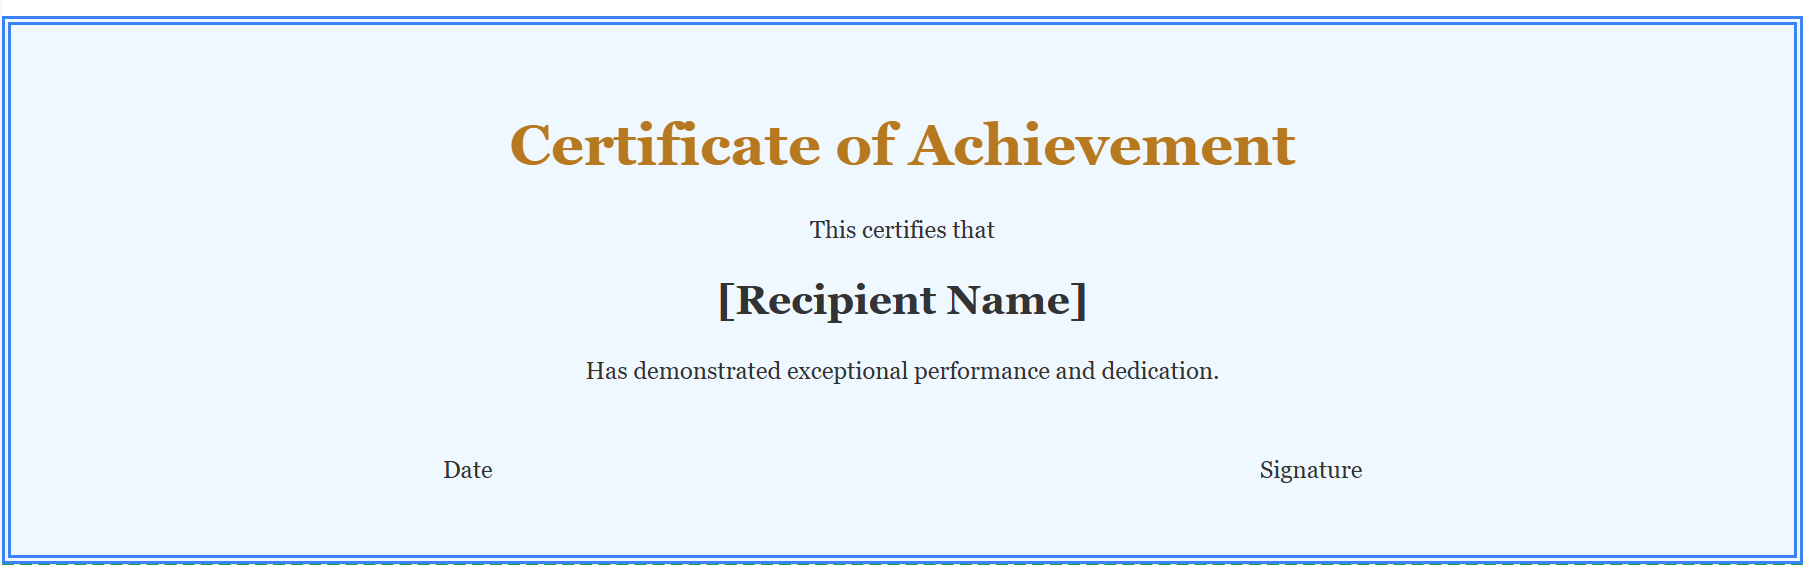 Certificate of Achievement
This certifies that
[Recipient Name]
Has demonstrated exceptional performance and dedication.
Date Signature